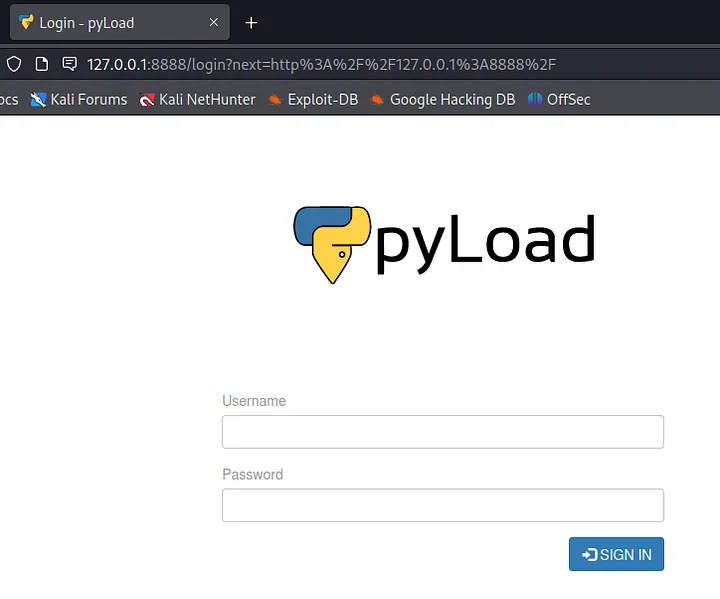 Login - pyLoad
127.0.0.1:8888/login?next=http%3A%2F%2F127.0.0.1%3A8888%2F
ocs Kali Forums Kali NetHunter Exploit-DB Google Hacking DB OffSec
pyLoad
Username
Password
SIGN IN